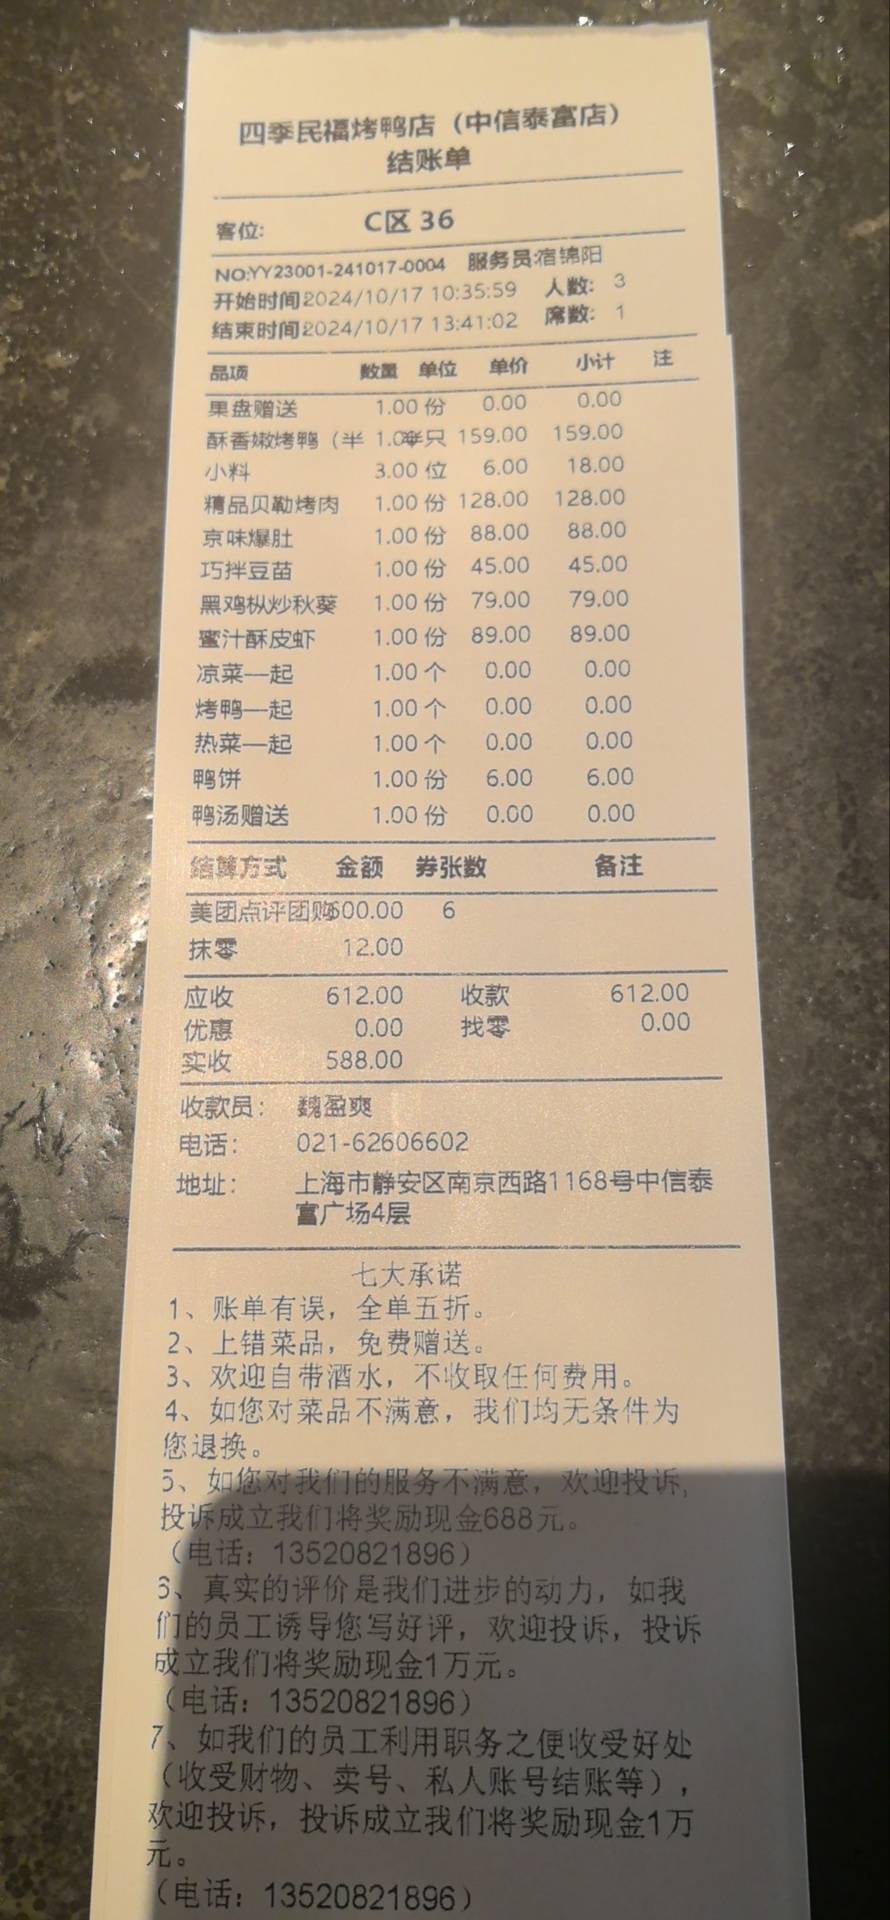 四季民福烤鸭店（中信泰富店）
结账单
客位: C区 36
NO:YY23001-241017-0004 服务员:宿锦阳
开始时间:2024/10/17 10:35:59 人数: 3
结束时间:2024/10/17 13:41:02 席数: 1
品项 数量 单位 单价 小计 注
果盘赠送 1.00 份 0.00 0.00
酥香嫩烤鸭（半 1.00 半只 159.00 159.00
小料 3.00 位 6.00 18.00
精品贝勒烤肉 1.00 份 128.00 128.00
京味爆肚 1.00 份 88.00 88.00
巧拌豆苗 1.00 份 45.00 45.00
黑鸡枞炒秋葵 1.00 份 79.00 79.00
蜜汁酥皮虾 1.00 份 89.00 89.00
凉菜一起 1.00 个 0.00 0.00
烤鸭一起 1.00 个 0.00 0.00
热菜一起 1.00 个 0.00 0.00
鸭饼 1.00 份 6.00 6.00
鸭汤赠送 1.00 份 0.00 0.00
结算方式 金额 券张数 备注
美团点评团购 600.00 6
抹零 12.00
应收 612.00 收款 612.00
优惠 0.00 找零 0.00
实收 588.00
收款员: 魏盈爽
电话: 021-62606602
地址: 上海市静安区南京西路1168号中信泰
富广场4层
七大承诺
1、账单有误，全单五折。
2、上错菜品，免费赠送。
3、欢迎自带酒水，不收取任何费用。
4、如您对菜品不满意，我们均无条件为
您退换。
5、如您对我们的服务不满意，欢迎投诉,
投诉成立我们将奖励现金688元。
（电话：13520821896）
6、真实的评价是我们进步的动力，如我
们的员工诱导您写好评，欢迎投诉，投诉
成立我们将奖励现金1万元。
（电话：13520821896）
7、如我们的员工利用职务之便收受好处
（收受财物、卖号、私人账号结账等），
欢迎投诉，投诉成立我们将奖励现金1万
元。
（电话：13520821896）